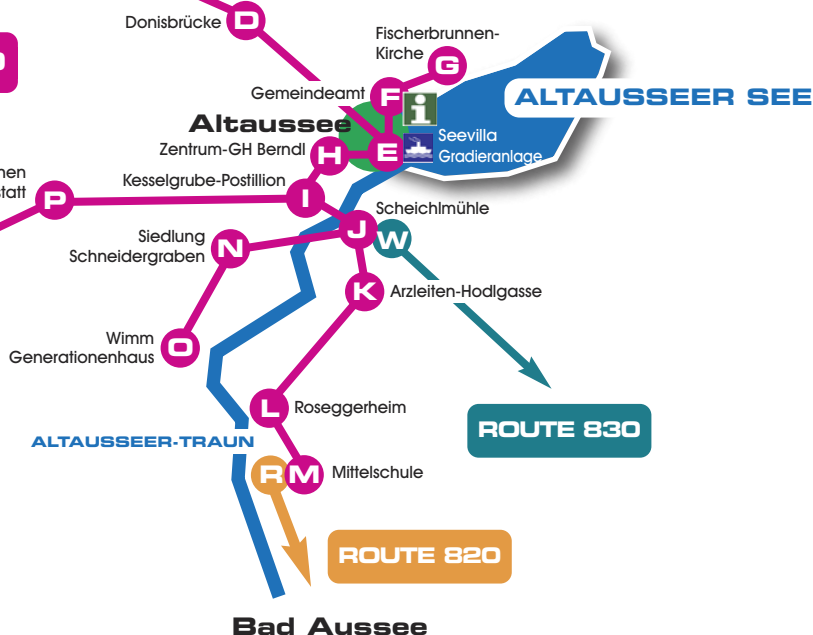 Donisbrücke
D
Fischerbrunnen-
Kirche
G
Gemeindeamt
F
i
ALTAUSSEER SEE
Altaussee
Seevilla
Gradieranlage
Zentrum-GH Berndl
H
E
Kesselgrube-Postillion
I
P
Scheichlmühle
J
W
Siedlung
Schneidergraben
N
K
Arzleiten-Hodlgasse
Wimm
Generationenhaus
O
L
Roseggerheim
ROUTE 830
ALTAUSSEER-TRAUN
R
M
Mittelschule
ROUTE 820
Bad Aussee